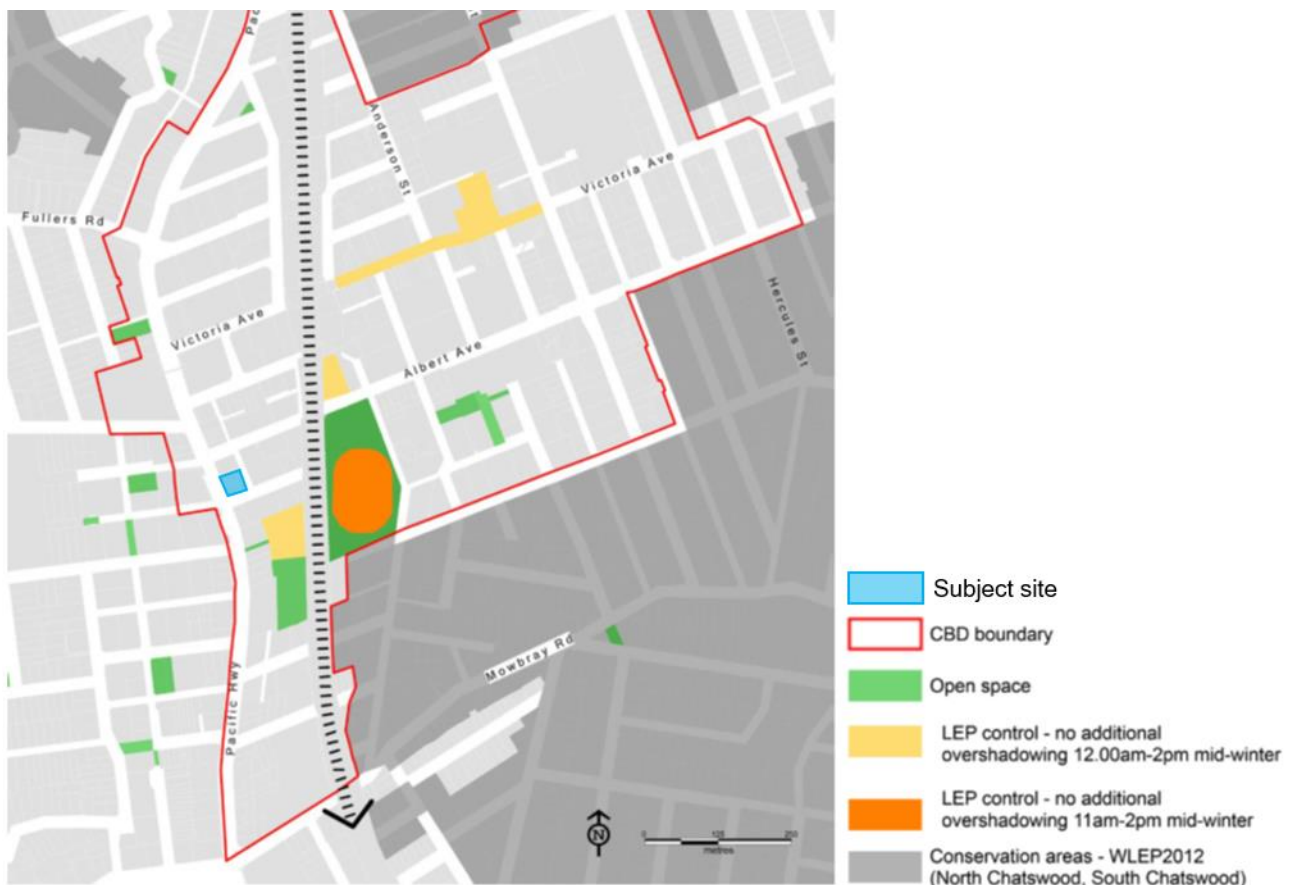 Pac
Anderson St
Victoria Ave
Fullers Rd
Hercules St
Victoria Ave
Albert Ave
Mowbray Rd
Pacific Hwy
N
0 125 250
metres
Subject site
CBD boundary
Open space
LEP control - no additional
overshadowing 12.00am-2pm mid-winter
LEP control - no additional
overshadowing 11am-2pm mid-winter
Conservation areas - WLEP2012
(North Chatswood, South Chatswood)